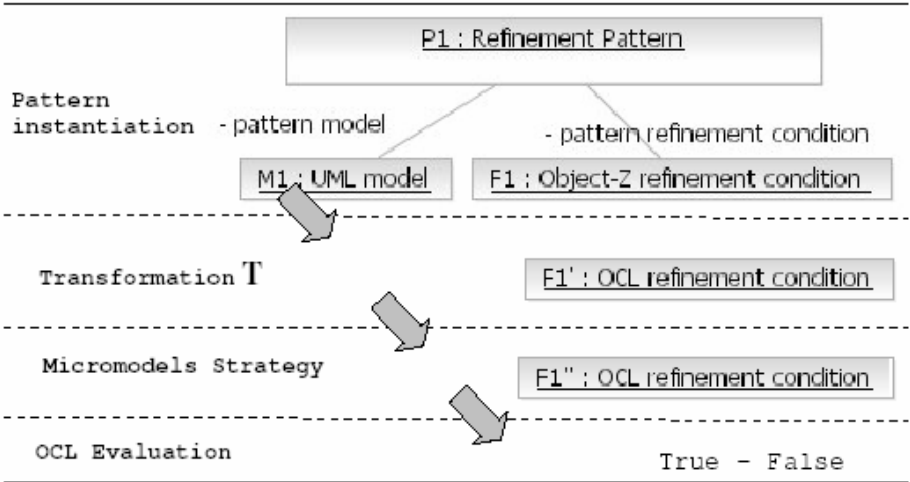 P1 : Refinement Pattern
Pattern
instantiation
- pattern model
- pattern refinement condition
M1 : UML model
F1 : Object-Z refinement condition
Transformation T
F1' : OCL refinement condition
Micromodels Strategy
F1'' : OCL refinement condition
OCL Evaluation
True – False